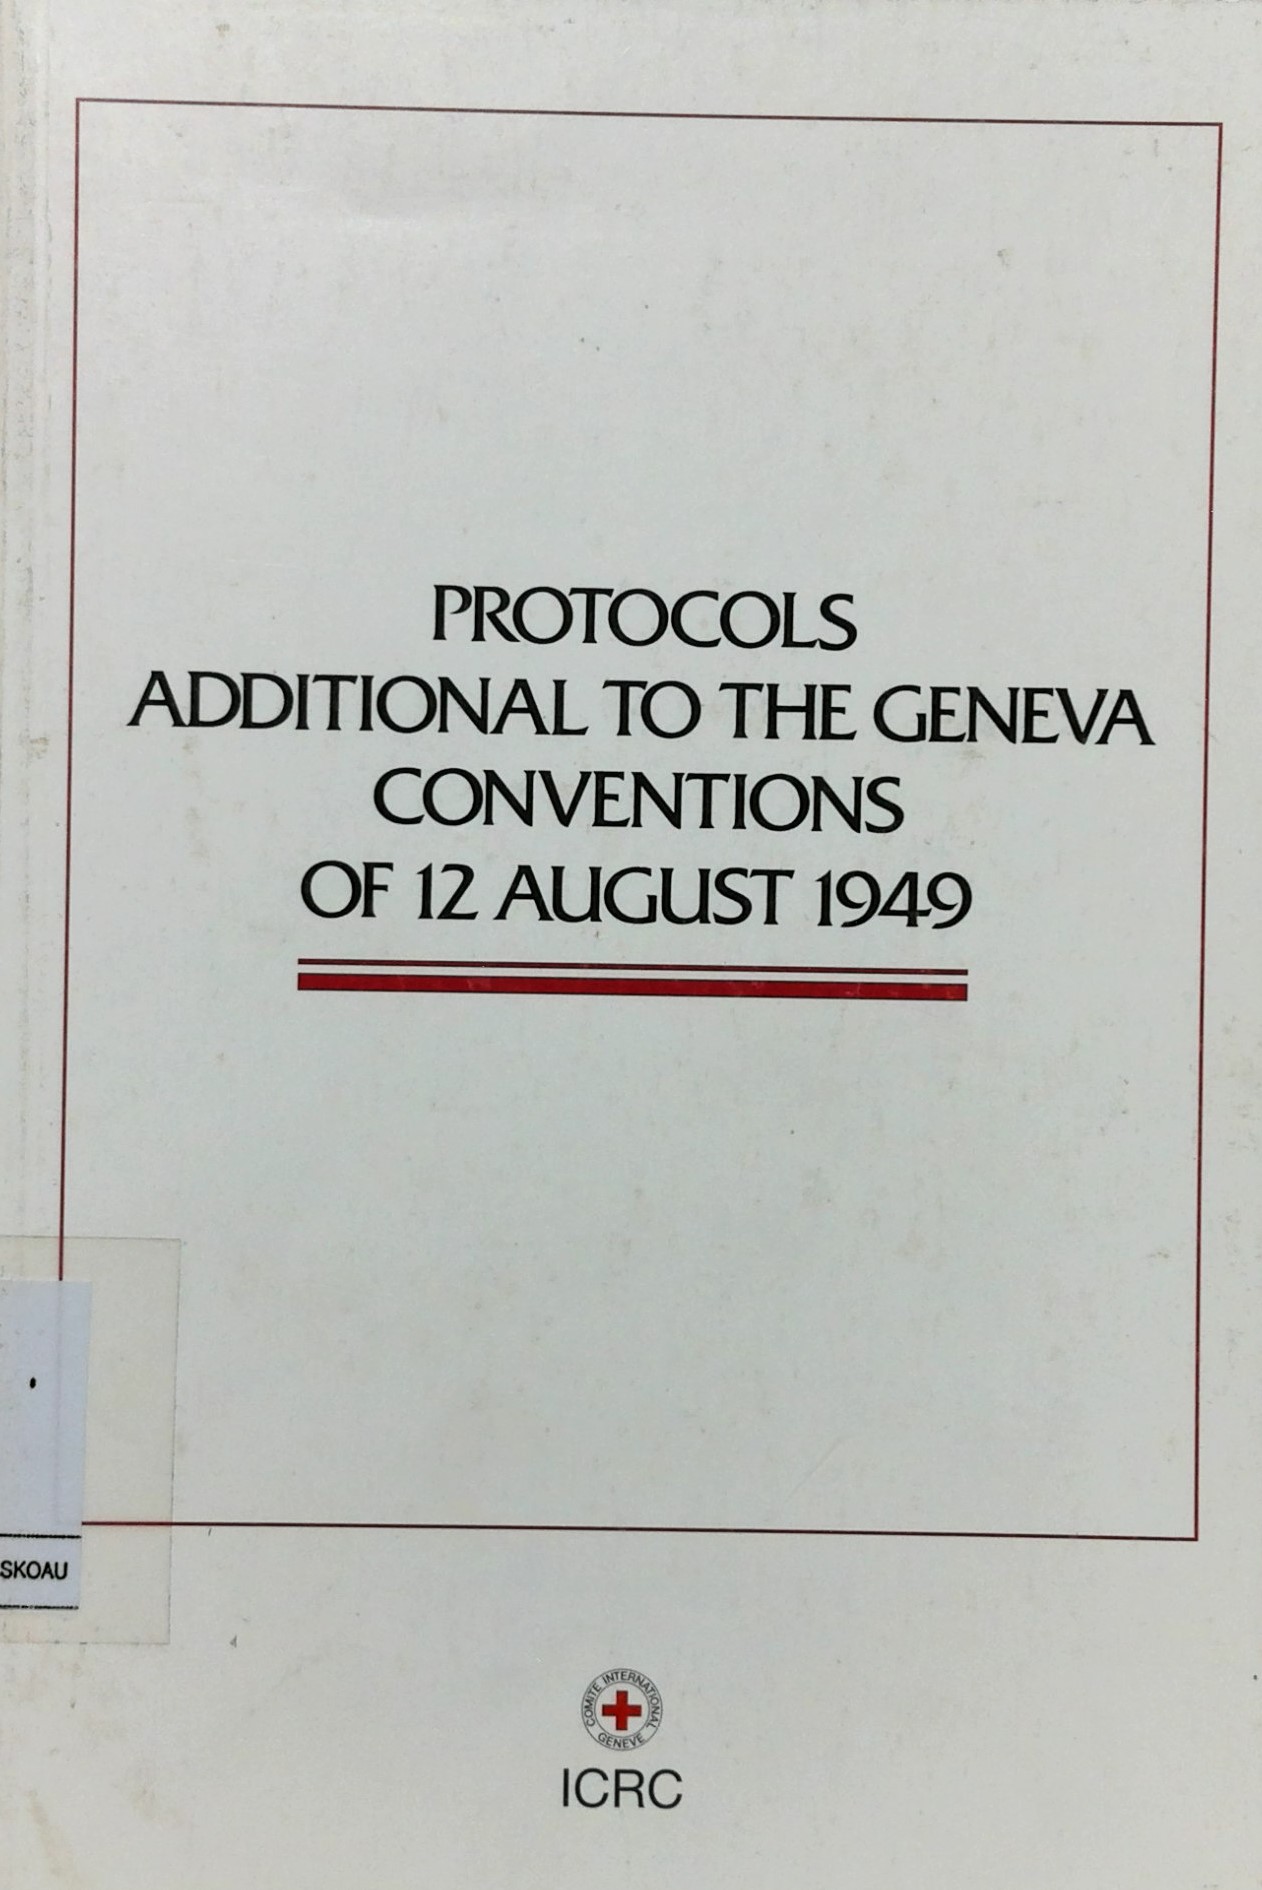 PROTOCOLS
ADDITIONAL TO THE GENEVA
CONVENTIONS
OF 12 AUGUST 1949
SKOAU
COMITE INTERNATIONAL
GENEVE
ICRC